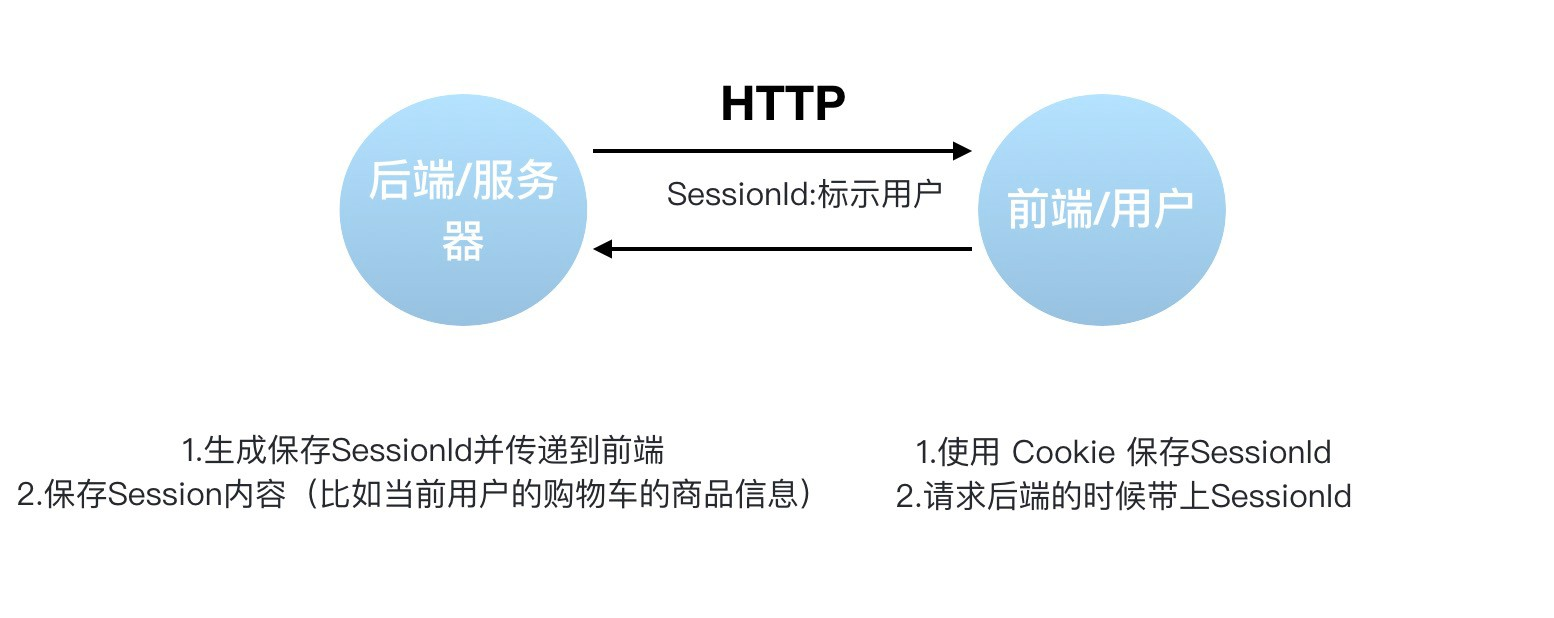 HTTP
后端/服务
器
SessionId:标示用户
前端/用户
1.生成保存SessionId并传递到前端
2.保存Session内容（比如当前用户的购物车的商品信息）
1.使用 Cookie 保存SessionId
2.请求后端的时候带上SessionId